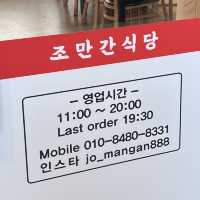 조만간식당
- 영업시간 -
11:00 ~ 20:00
Last order 19:30
Mobile 010-8480-8331
인스타 jo_mangan888